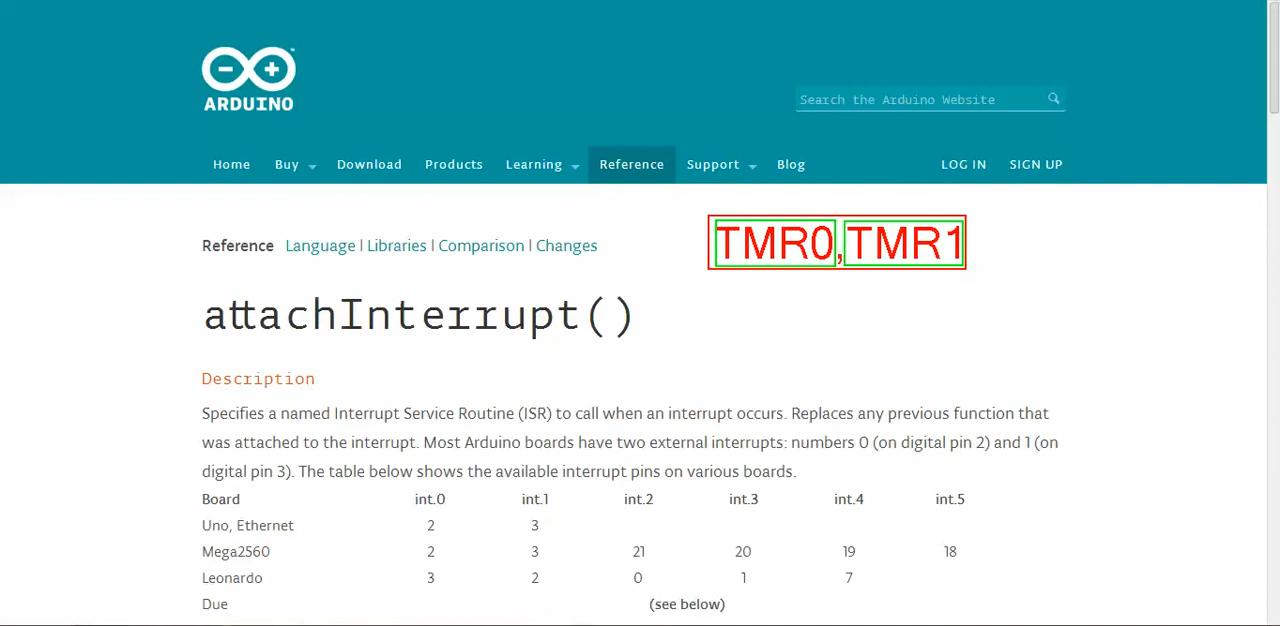 ARDUINO
Search the Arduino Website
Home Buy Download Products Learning Reference Support Blog LOG IN SIGN UP
Reference Language | Libraries | Comparison | Changes
TMR0,TMR1
attachInterrupt()
Description
Specifies a named Interrupt Service Routine (ISR) to call when an interrupt occurs. Replaces any previous function that
was attached to the interrupt. Most Arduino boards have two external interrupts: numbers 0 (on digital pin 2) and 1 (on
digital pin 3). The table below shows the available interrupt pins on various boards.
Board int.0 int.1 int.2 int.3 int.4 int.5
Uno, Ethernet 2 3
Mega2560 2 3 21 20 19 18
Leonardo 3 2 0 1 7
Due (see below)